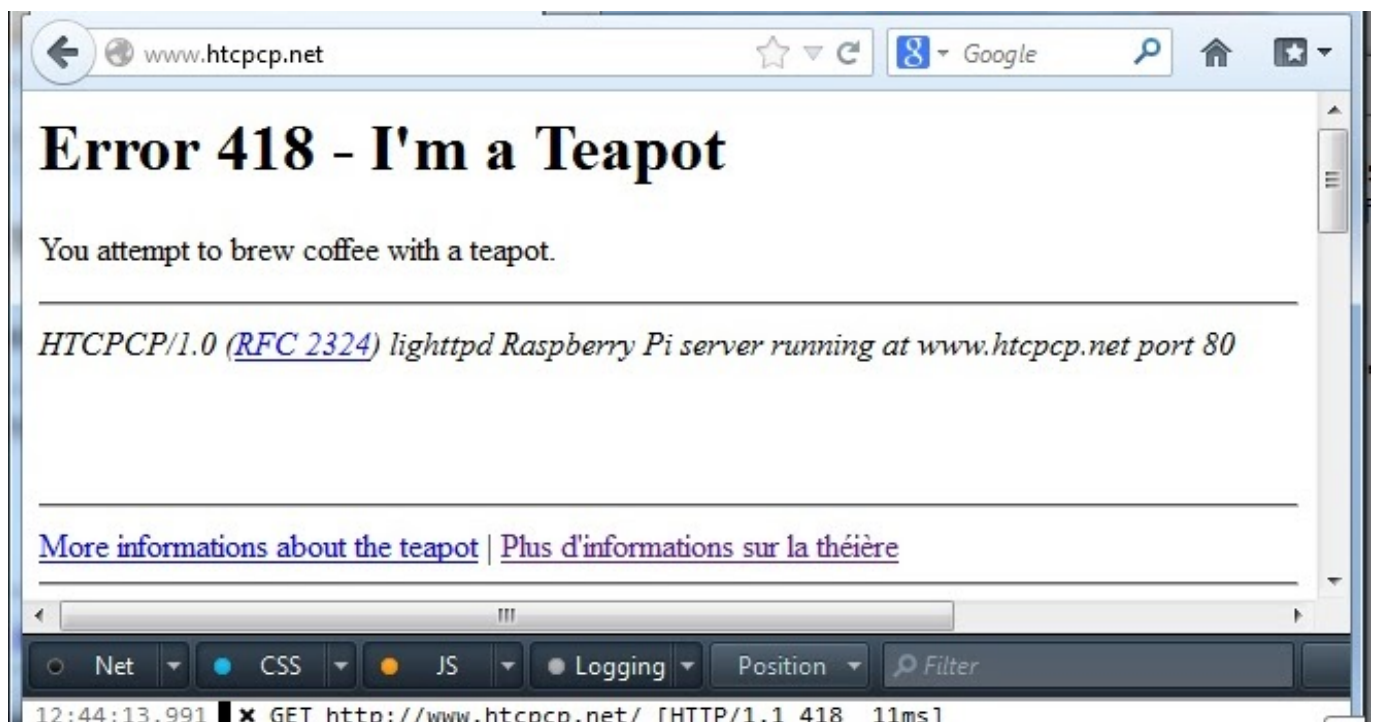 www.htcpcp.net
8 Google
Error 418 - I'm a Teapot
You attempt to brew coffee with a teapot.
HTCPCP/1.0 (RFC 2324) lighttpd Raspberry Pi server running at www.htcpcp.net port 80
More informations about the teapot | Plus d'informations sur la théière
Net CSS JS Logging Position Filter
12:44:13.991 × GET http://www.htcpcp.net/ [HTTP/1.1 418 11ms]